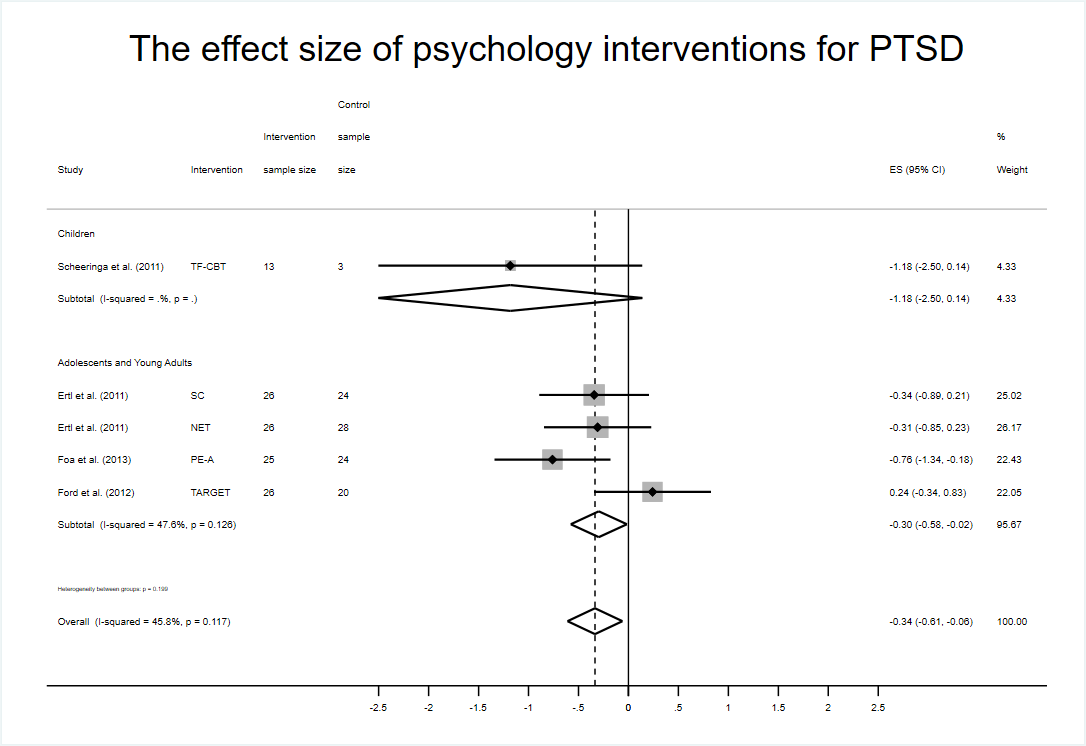 The effect size of psychology interventions for PTSD
Control
Intervention sample %
Study Intervention sample size size ES (95% CI) Weight
Children
Scheeringa et al. (2011) TF-CBT 13 3 -1.18 (-2.50, 0.14) 4.33
Subtotal (I-squared = .%, p = .) -1.18 (-2.50, 0.14) 4.33
Adolescents and Young Adults
Ertl et al. (2011) SC 26 24 -0.34 (-0.89, 0.21) 25.02
Ertl et al. (2011) NET 26 28 -0.31 (-0.85, 0.23) 26.17
Foa et al. (2013) PE-A 25 24 -0.76 (-1.34, -0.18) 22.43
Ford et al. (2012) TARGET 26 20 0.24 (-0.34, 0.83) 22.05
Subtotal (I-squared = 47.6%, p = 0.126) -0.30 (-0.58, -0.02) 95.67
Heterogeneity between groups: p = 0.199
Overall (I-squared = 45.8%, p = 0.117) -0.34 (-0.61, -0.06) 100.00
-2.5 -2 -1.5 -1 -.5 0 .5 1 1.5 2 2.5